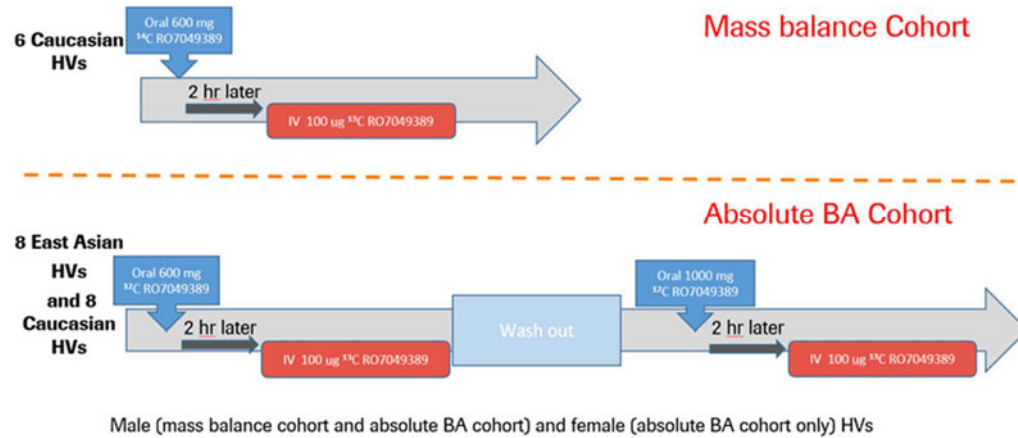 Mass balance Cohort
6 Caucasian
HVs
Oral 600 mg
¹⁴C RO7049389
2 hr later
IV 100 ug ¹³C RO7049389
Absolute BA Cohort
8 East Asian
HVs
and 8
Caucasian
HVs
Oral 600 mg
¹²C RO7049389
2 hr later
IV 100 ug ¹³C RO7049389
Wash out
Oral 1000 mg
¹²C RO7049389
2 hr later
IV 100 ug ¹³C RO7049389
Male (mass balance cohort and absolute BA cohort) and female (absolute BA cohort only) HVs